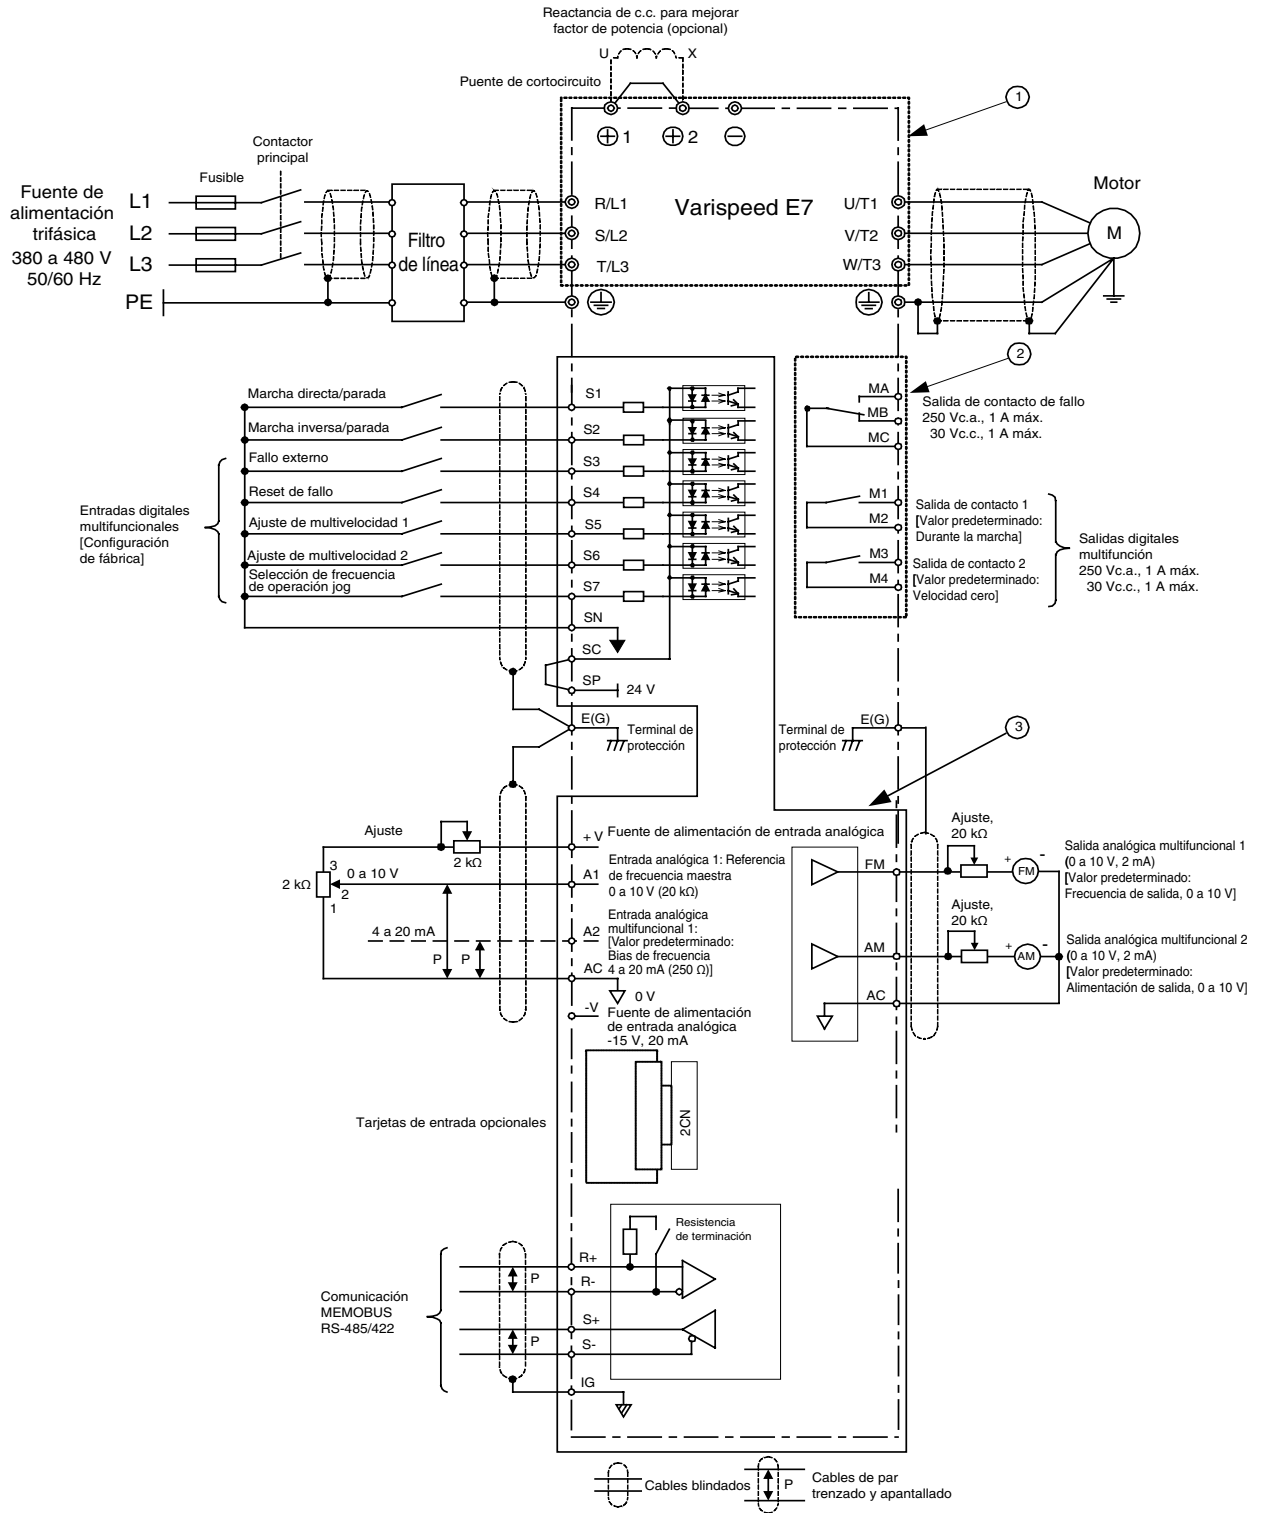 Reactancia de c.c. para mejorar
factor de potencia (opcional)
U X
Puente de cortocircuito
1
1 2
Contactor
principal
Fusible
Fuente de
alimentación
trifásica
380 a 480 V
50/60 Hz
L1
L2
L3
PE
Filtro
de línea
R/L1
S/L2
T/L3
Varispeed E7
U/T1
V/T2
W/T3
Motor
M
2
Marcha directa/parada
Marcha inversa/parada
Fallo externo
Reset de fallo
Ajuste de multivelocidad 1
Ajuste de multivelocidad 2
Selección de frecuencia
de operación jog
Entradas digitales
multifuncionales
[Configuración
de fábrica]
S1
S2
S3
S4
S5
S6
S7
SN
SC
SP
24 V
E(G)
Terminal de
protección
MA
MB
MC
Salida de contacto de fallo
250 Vc.a., 1 A máx.
30 Vc.c., 1 A máx.
M1
M2
M3
M4
Salida de contacto 1
[Valor predeterminado:
Durante la marcha]
Salida de contacto 2
[Valor predeterminado:
Velocidad cero]
Salidas digitales
multifunción
250 Vc.a., 1 A máx.
30 Vc.c., 1 A máx.
Terminal de
protección
E(G)
3
Ajuste
2 kΩ
3
2 kΩ
0 a 10 V
2
1
4 a 20 mA
P P
+ V
Fuente de alimentación de entrada analógica
A1
Entrada analógica 1: Referencia
de frecuencia maestra
0 a 10 V (20 kΩ)
A2
Entrada analógica
multifuncional 1:
[Valor predeterminado:
Bias de frecuencia
4 a 20 mA (250 Ω)]
AC
0 V
-V
Fuente de alimentación
de entrada analógica
-15 V, 20 mA
FM
AM
AC
Ajuste,
20 kΩ
+ FM -
Salida analógica multifuncional 1
(0 a 10 V, 2 mA)
[Valor predeterminado:
Frecuencia de salida, 0 a 10 V]
Ajuste,
20 kΩ
+ AM -
Salida analógica multifuncional 2
(0 a 10 V, 2 mA)
[Valor predeterminado:
Alimentación de salida, 0 a 10 V]
Tarjetas de entrada opcionales
2CN
Resistencia
de terminación
Comunicación
MEMOBUS
RS-485/422
P
P
R+
R-
S+
S-
IG
Cables blindados
P
Cables de par
trenzado y apantallado